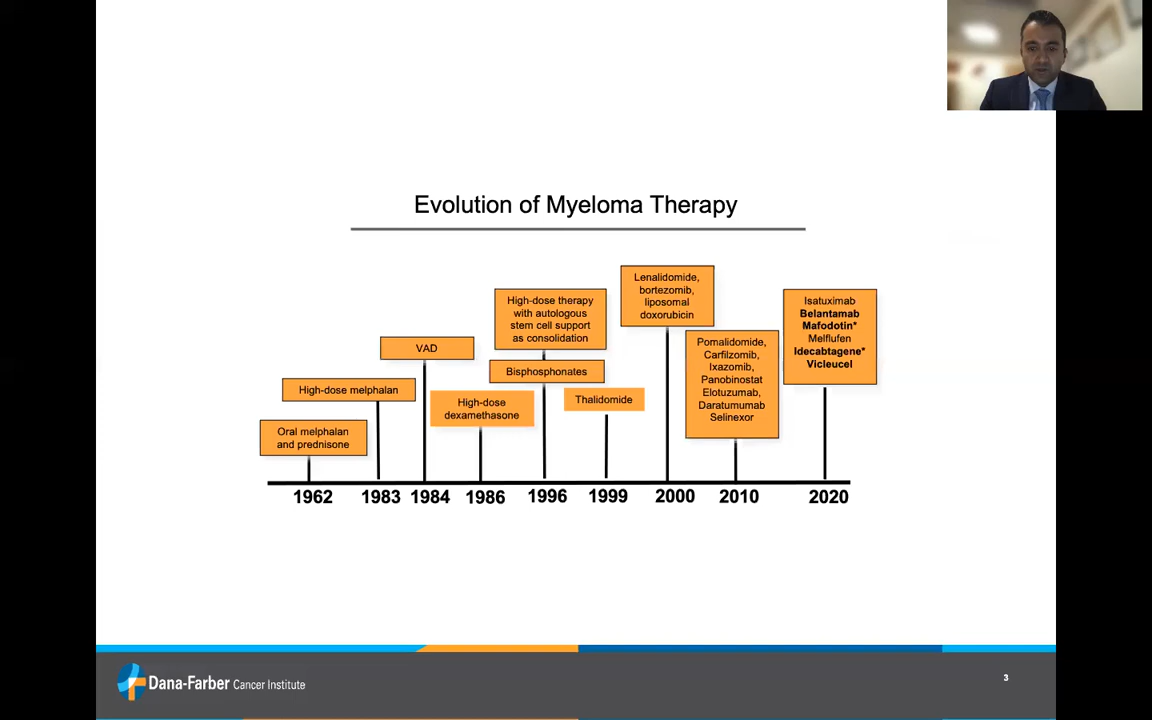 Evolution of Myeloma Therapy
Oral melphalan
and prednisone
High-dose melphalan
VAD
High-dose
dexamethasone
High-dose therapy
with autologous
stem cell support
as consolidation
Bisphosphonates
Thalidomide
Lenalidomide,
bortezomib,
liposomal
doxorubicin
Pomalidomide,
Carfilzomib,
Ixazomib,
Panobinostat
Elotuzumab,
Daratumumab
Selinexor
Isatuximab
Belantamab
Mafodotin*
Melflufen
Idecabtagene*
Vicleucel
1962 1983 1984 1986 1996 1999 2000 2010 2020
Dana-Farber Cancer Institute
3